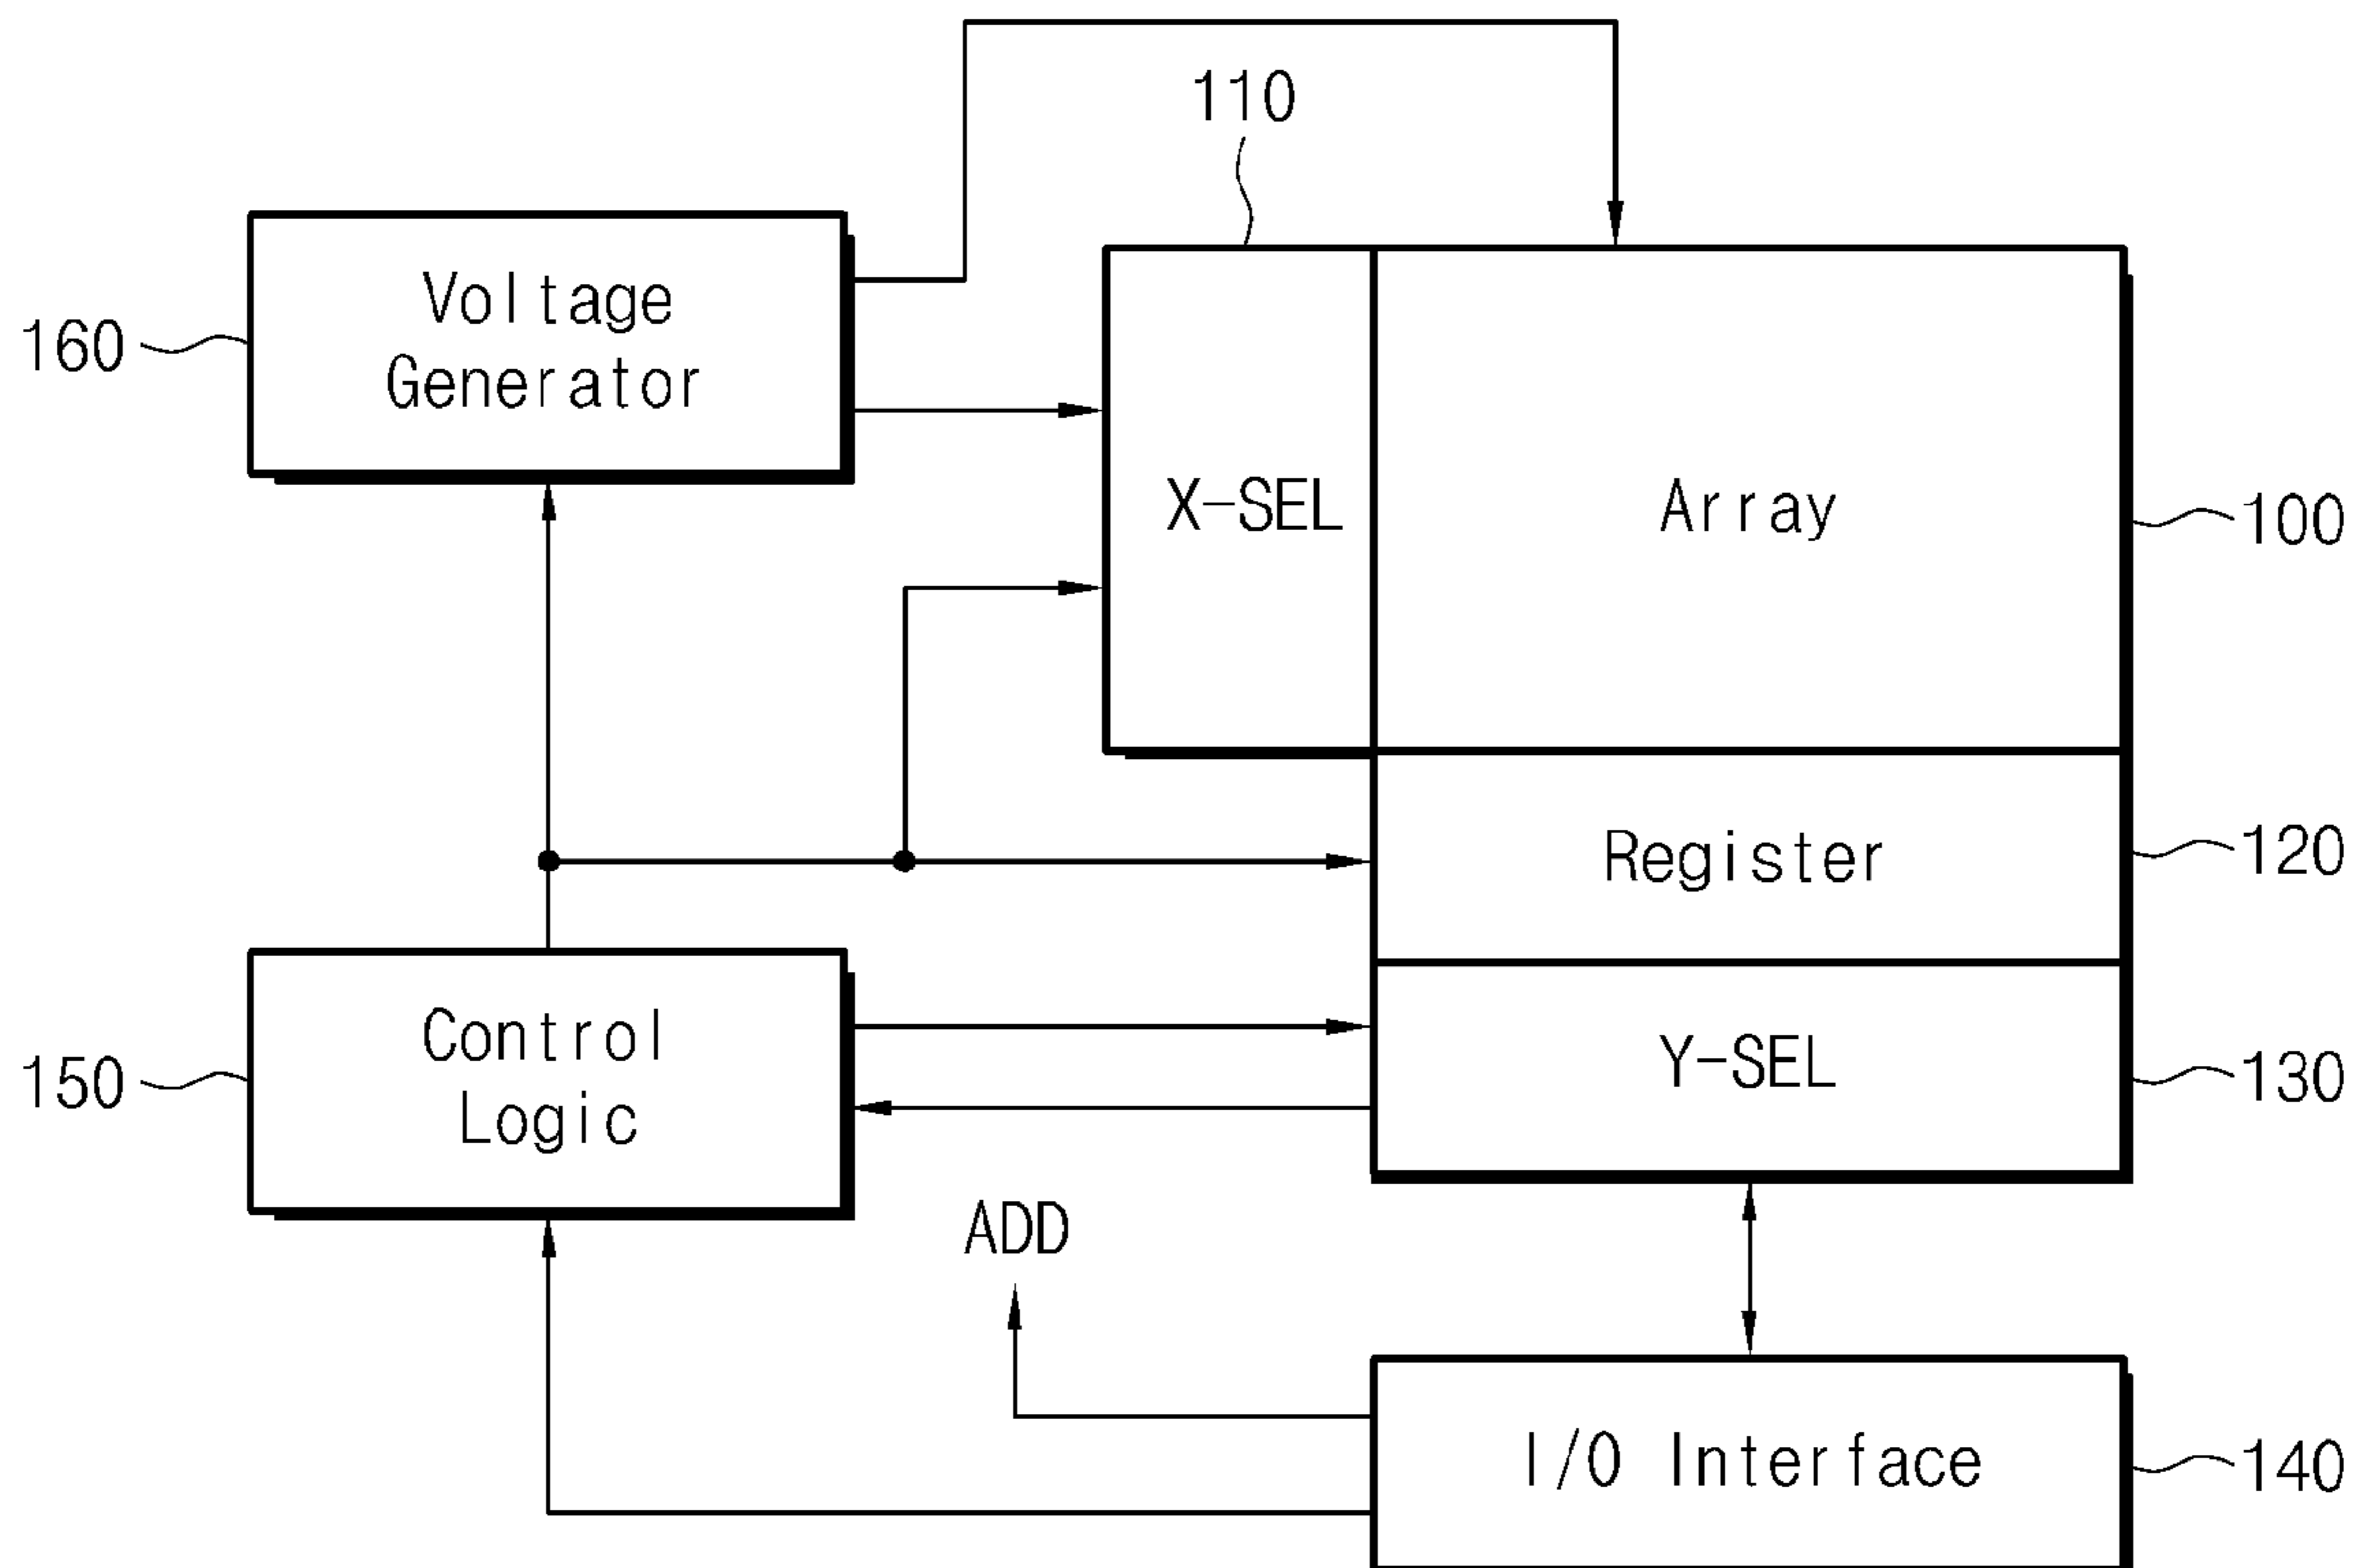 110
Voltage
Generator
160
X-SEL
Array
100
Register
120
Control
Logic
150
Y-SEL
130
ADD
I/O Interface
140